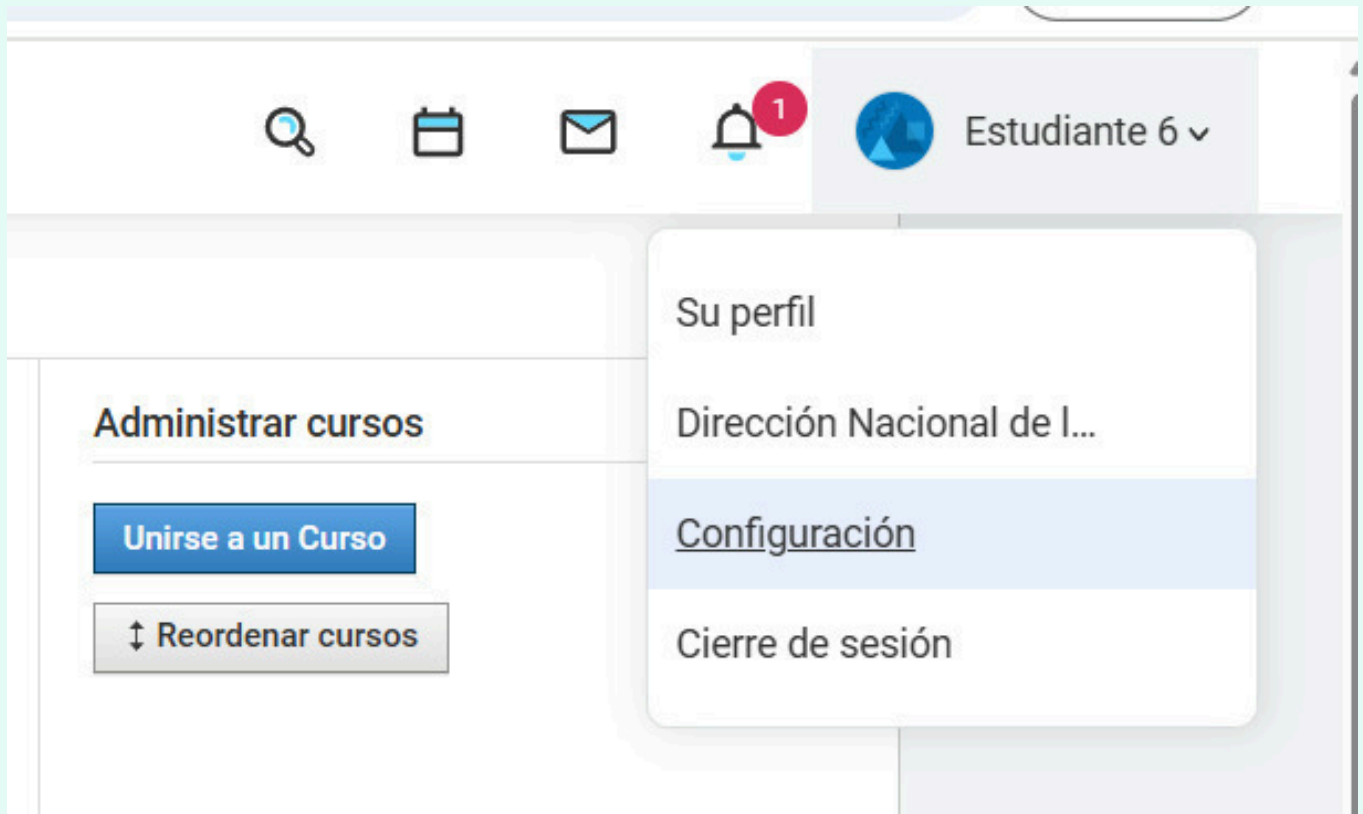 1
Estudiante 6
Su perfil
Dirección Nacional de l...
Configuración
Cierre de sesión
Administrar cursos
Unirse a un Curso
Reordenar cursos